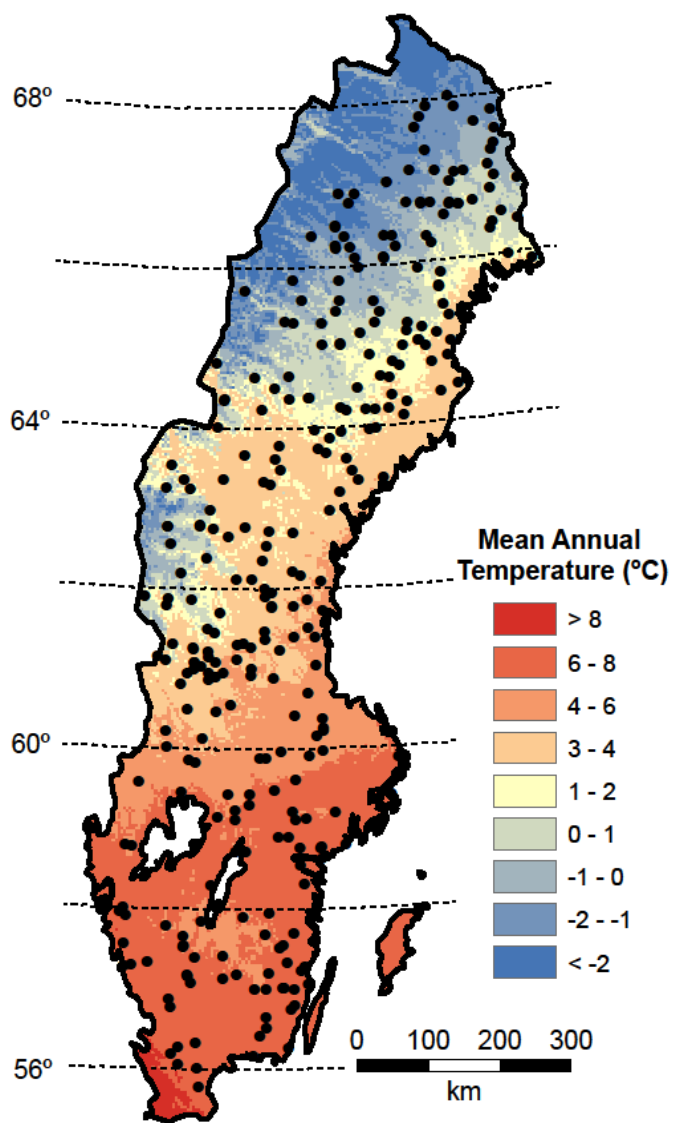 68º
64º
60º
56º
Mean Annual
Temperature (ºC)
> 8
6 - 8
4 - 6
3 - 4
1 - 2
0 - 1
-1 - 0
-2 - -1
< -2
0 100 200 300
km